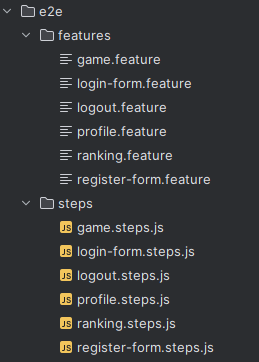 e2e
features
game.feature
login-form.feature
logout.feature
profile.feature
ranking.feature
register-form.feature
steps
JS game.steps.js
JS login-form.steps.js
JS logout.steps.js
JS profile.steps.js
JS ranking.steps.js
JS register-form.steps.js